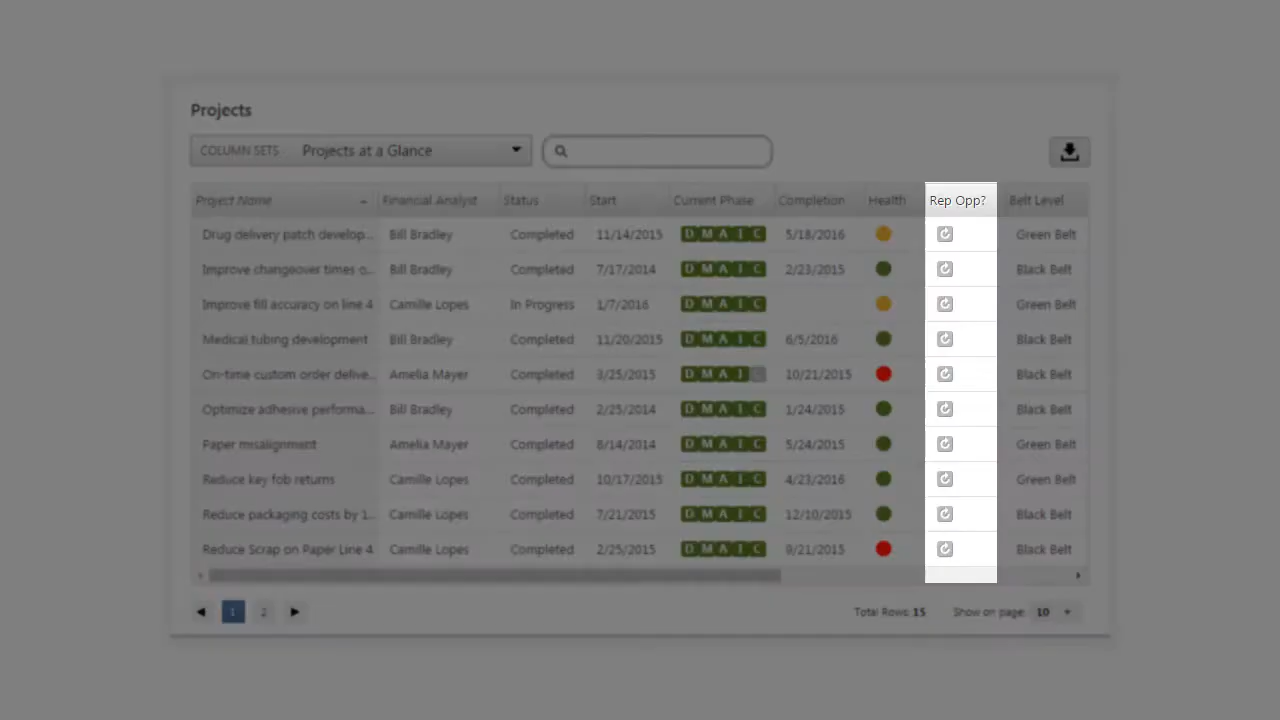 Projects
COLUMN SETS Projects at a Glance
Project Name Financial Analyst Status Start Current Phase Completion Health Rep Opp? Belt Level
Drug delivery patch develop... Bill Bradley Completed 11/14/2015 D M A I C 5/18/2016 Green Belt
Improve changeover times o... Bill Bradley Completed 7/17/2014 D M A I C 2/23/2015 Black Belt
Improve fill accuracy on line 4 Camille Lopes In Progress 1/7/2016 D M A I C Green Belt
Medical tubing development Bill Bradley Completed 11/20/2015 D M A I C 6/5/2016 Black Belt
On-time custom order delive... Amelia Mayer Completed 3/25/2015 D M A I 10/21/2015 Black Belt
Optimize adhesive performa... Bill Bradley Completed 2/25/2014 D M A I C 1/24/2015 Black Belt
Paper misalignment Amelia Mayer Completed 8/14/2014 D M A I C 5/24/2015 Green Belt
Reduce key fob returns Camille Lopes Completed 10/17/2015 D M A I C 4/23/2016 Green Belt
Reduce packaging costs by 1... Camille Lopes Completed 7/21/2015 D M A I C 12/10/2015 Black Belt
Reduce Scrap on Paper Line 4 Camille Lopes Completed 2/25/2015 D M A I C 9/21/2015 Black Belt
1 2 Total Rows: 15 Show on page: 10